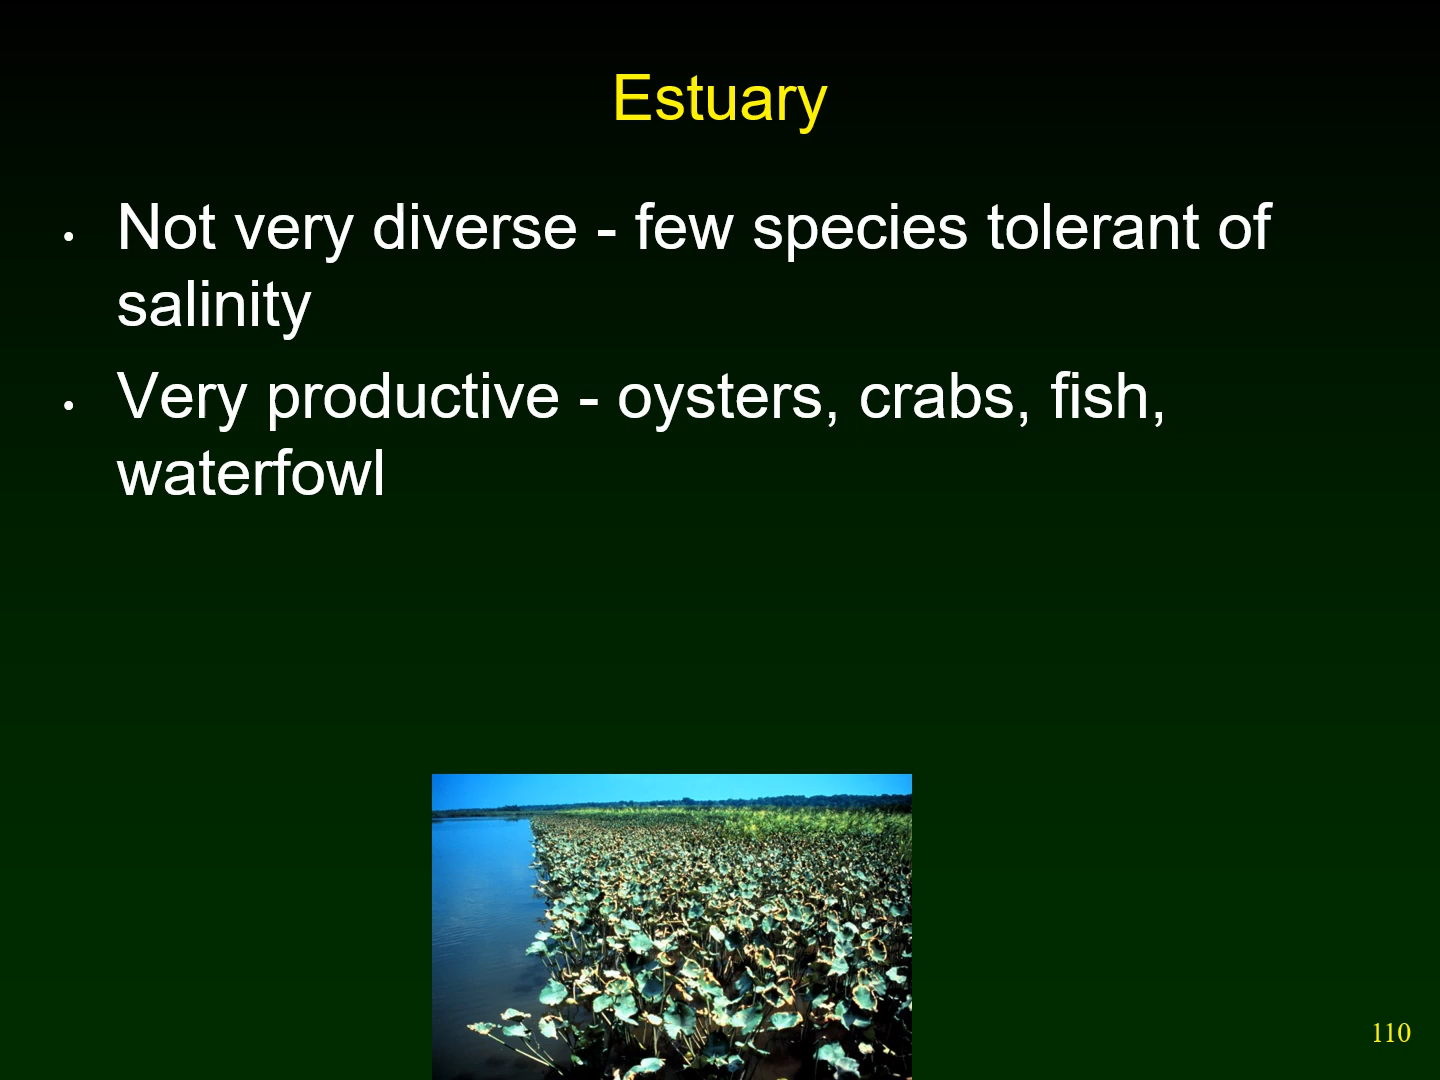 Estuary
• Not very diverse - few species tolerant of
salinity
• Very productive - oysters, crabs, fish,
waterfowl
110